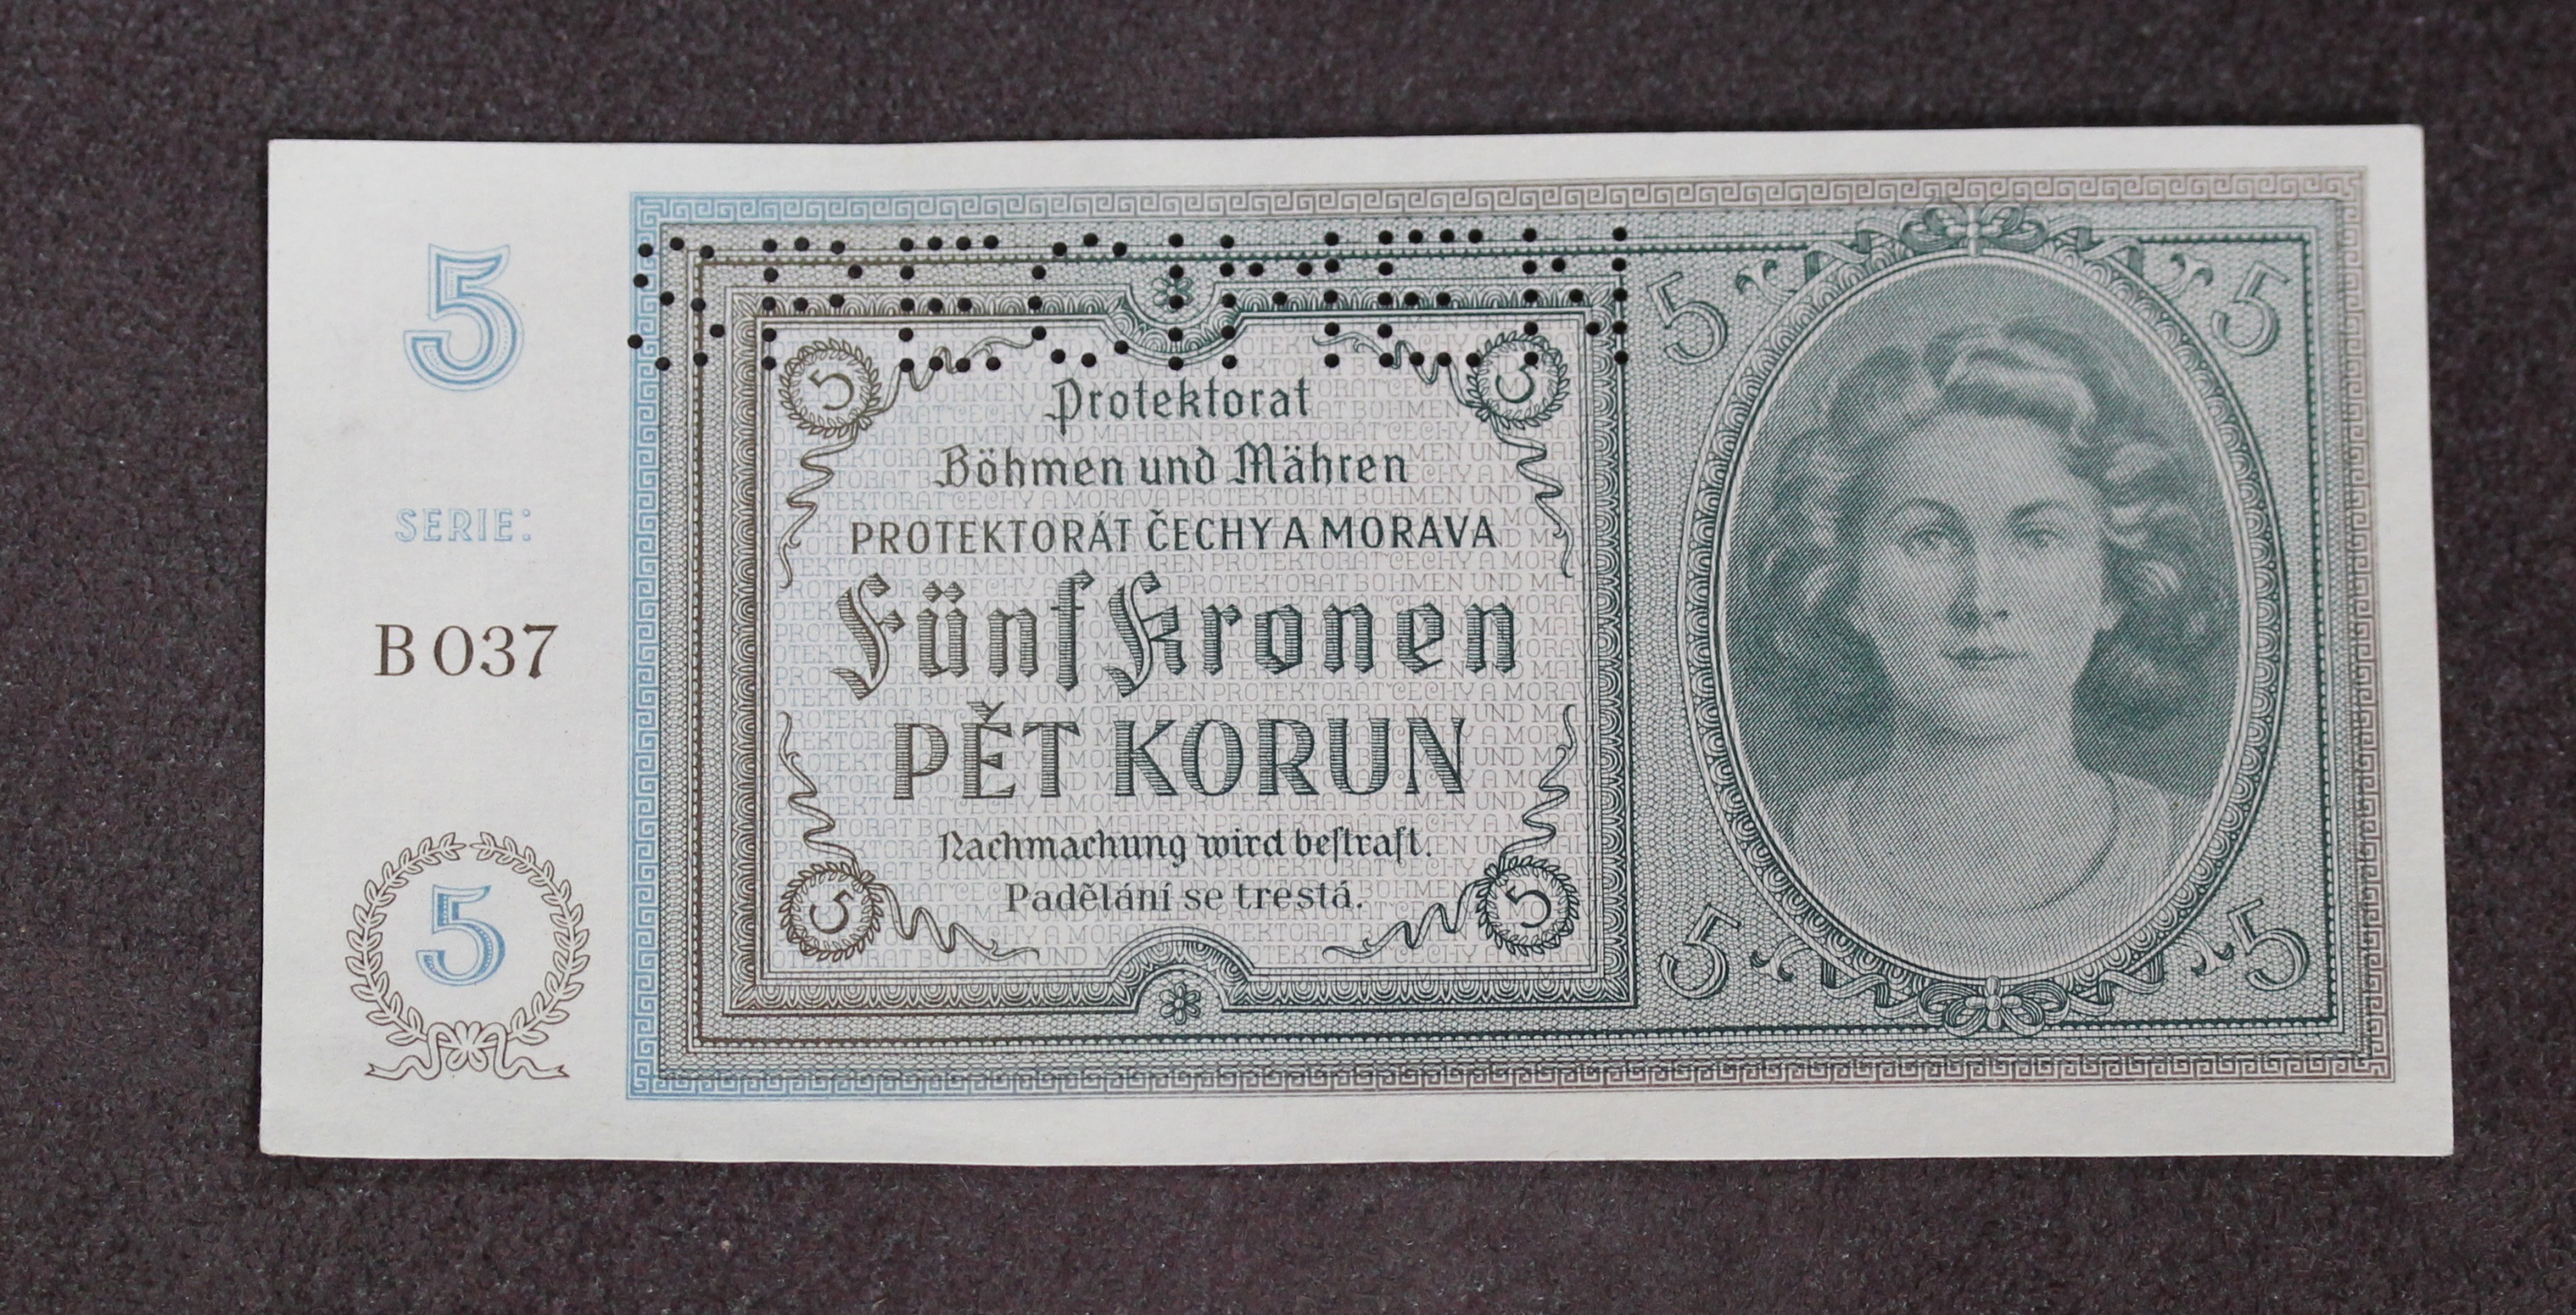 5
SERIE:
B 037
5
SPECIMEN
5 5
Protektorat
Böhmen und Mähren
PROTEKTORÁT ČECHY A MORAVA
Fünf Kronen
PĚT KORUN
Nachmachung wird beſtraft.
Padělání se trestá.
5 5
5 5
5 5